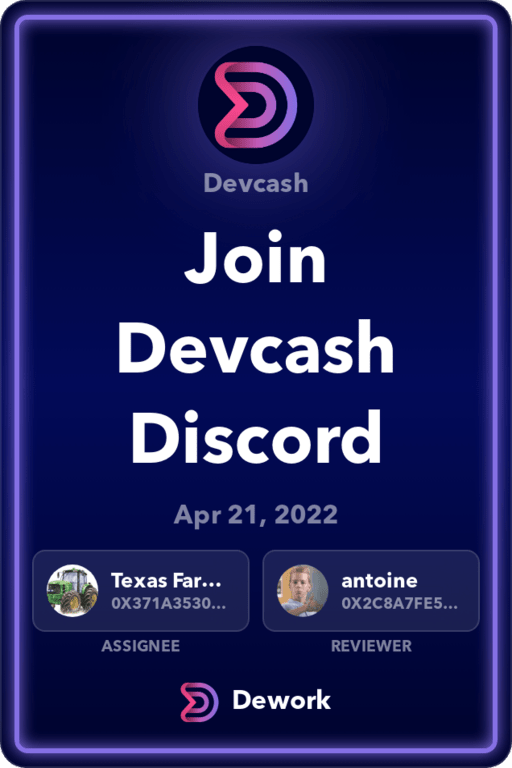 Devcash
Join
Devcash
Discord
Apr 21, 2022
Texas Far...
0X371A3530...
antoine
0X2C8A7FE5...
ASSIGNEE
REVIEWER
Dework